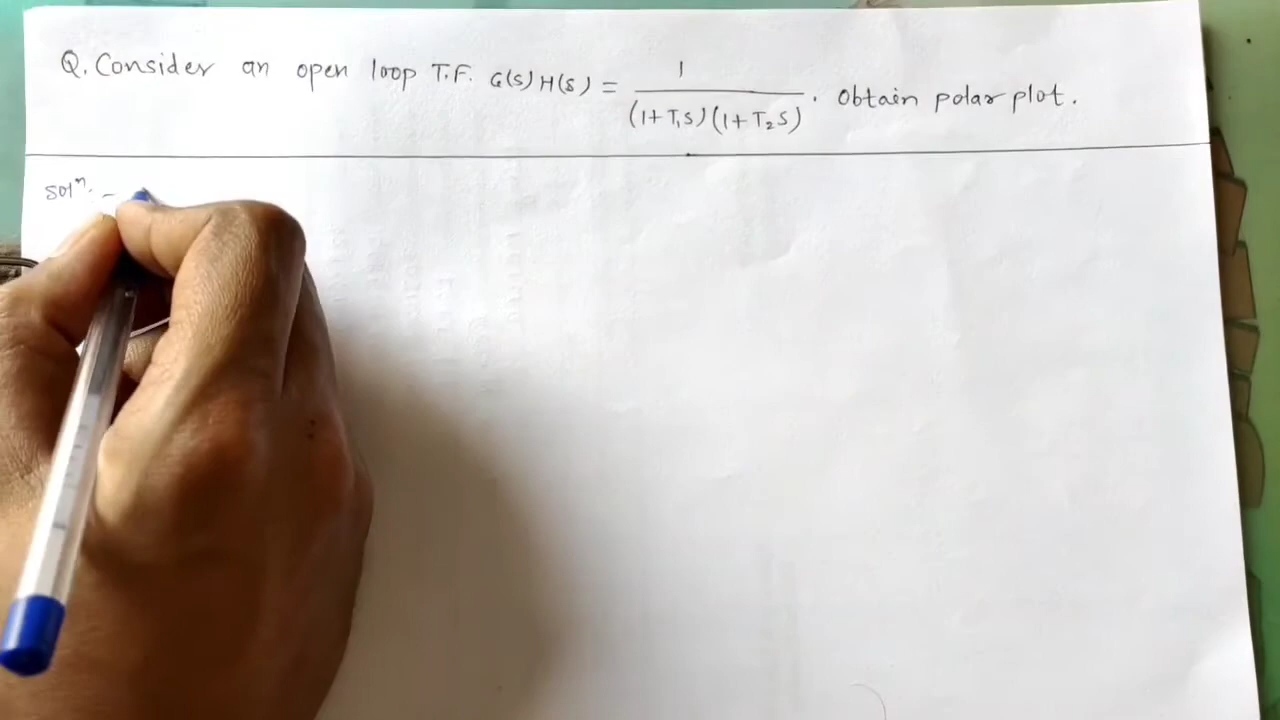 Q. Consider an open loop T.F. G(S) H(S) = 1 / (1+T₁S)(1+T₂S) . Obtain polar plot.
Solⁿ. –